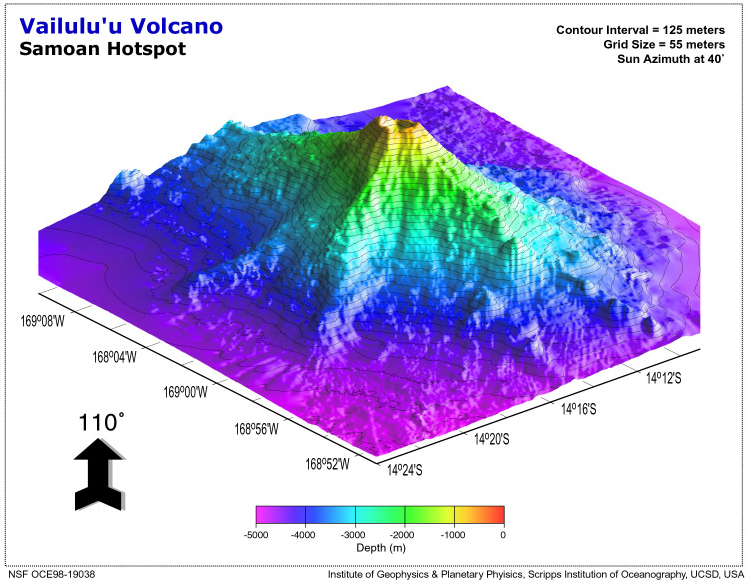 Vailulu'u Volcano
Samoan Hotspot
Contour Interval = 125 meters
Grid Size = 55 meters
Sun Azimuth at 40°
169º08'W
168º04'W
169º00'W
168º56'W
168º52'W
14º12'S
14º16'S
14º20'S
14º24'S
110°
-5000 -4000 -3000 -2000 -1000 0
Depth (m)
NSF OCE98-19038
Institute of Geophysics & Planetary Phyisics, Scripps Institution of Oceanography, UCSD, USA